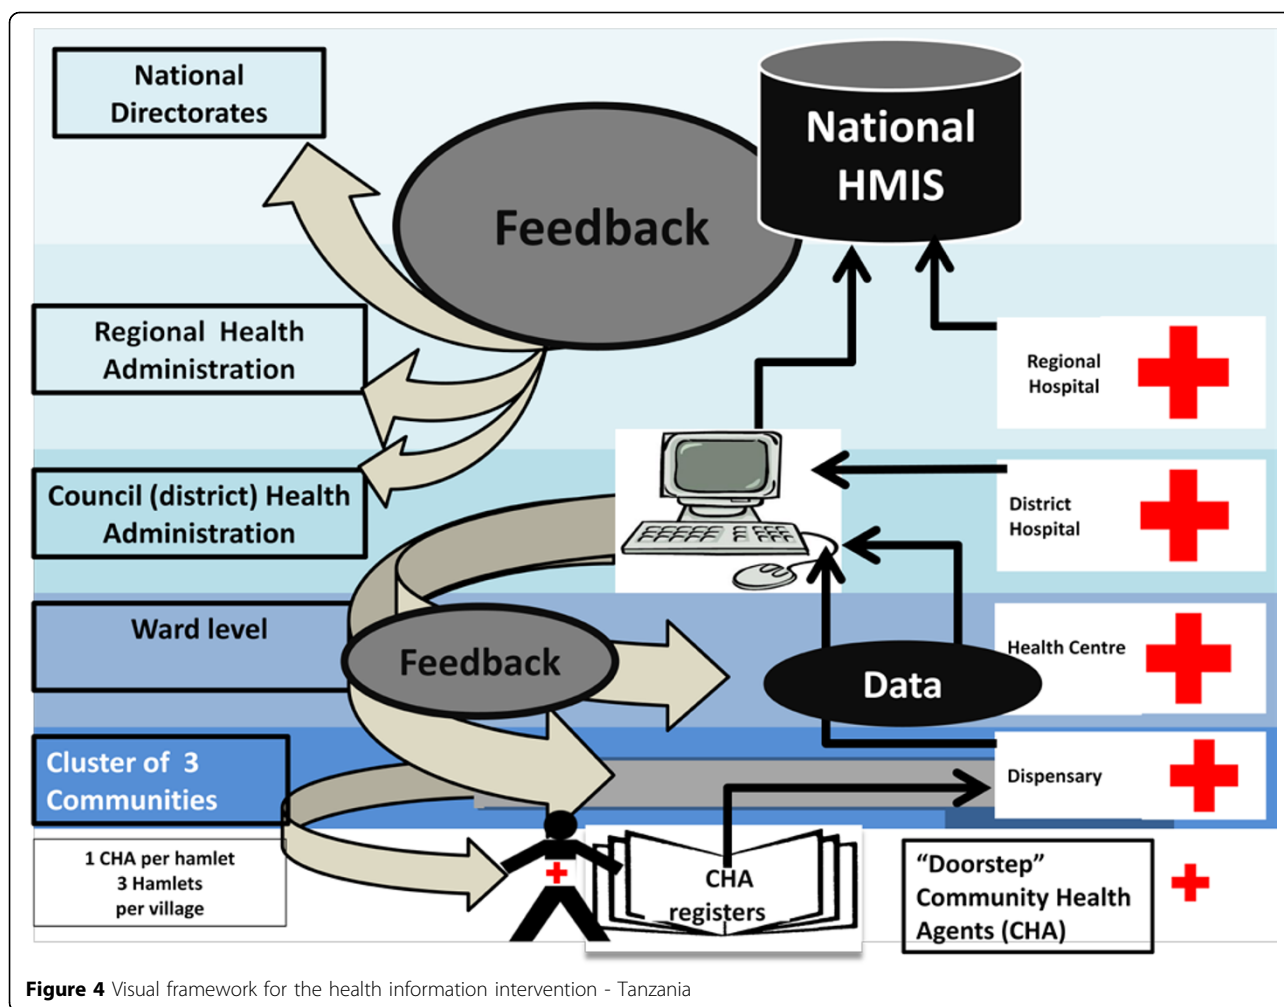 National
Directorates
National
HMIS
Feedback
Regional Health
Administration
Regional
Hospital
Council (district) Health
Administration
District
Hospital
Ward level
Feedback
Data
Health Centre
Cluster of 3
Communities
Dispensary
1 CHA per hamlet
3 Hamlets
per village
CHA
registers
“Doorstep”
Community Health
Agents (CHA)
Figure 4 Visual framework for the health information intervention - Tanzania